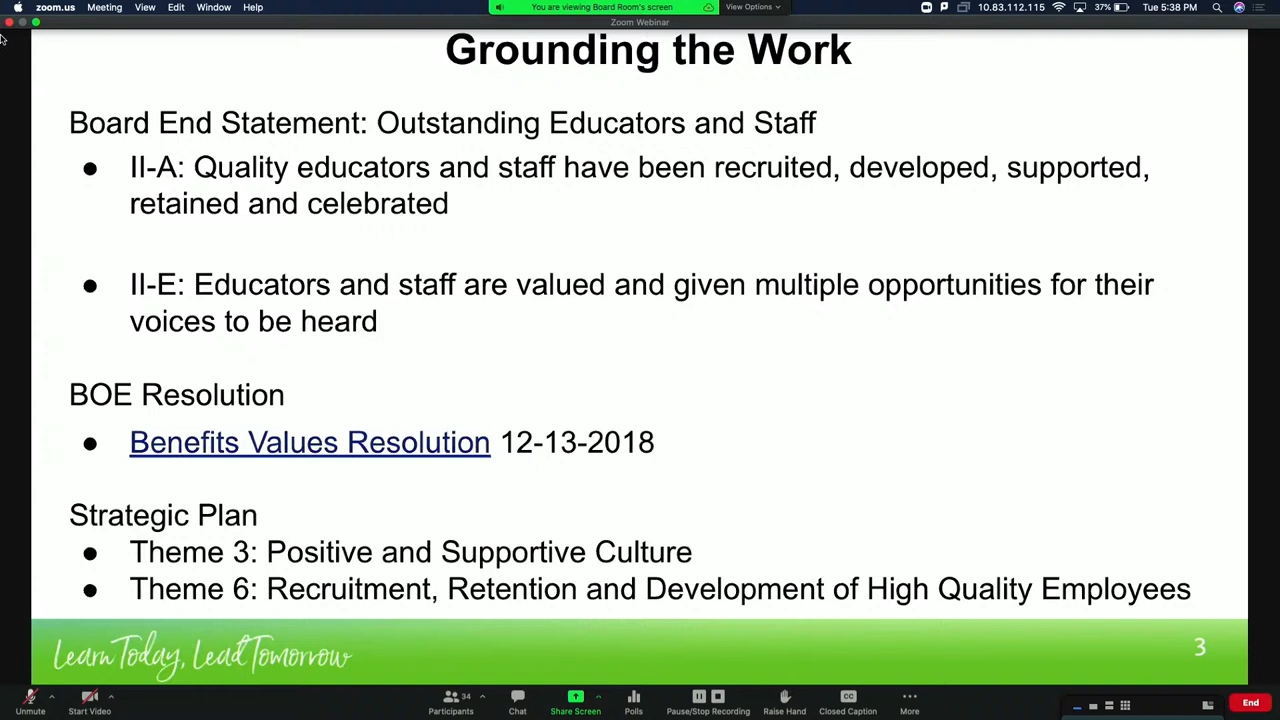 zoom.us Meeting View Edit Window Help
You are viewing Board Room's screen
View Options
10.83.112.115
37%
Tue 5:38 PM
Zoom Webinar
Grounding the Work
Board End Statement: Outstanding Educators and Staff
● II-A: Quality educators and staff have been recruited, developed, supported,
retained and celebrated
● II-E: Educators and staff are valued and given multiple opportunities for their
voices to be heard
BOE Resolution
● Benefits Values Resolution 12-13-2018
Strategic Plan
● Theme 3: Positive and Supportive Culture
● Theme 6: Recruitment, Retention and Development of High Quality Employees
Learn Today, Lead Tomorrow
3
34
Unmute Start Video Participants Chat Share Screen Polls Pause/Stop Recording Raise Hand Closed Caption More End